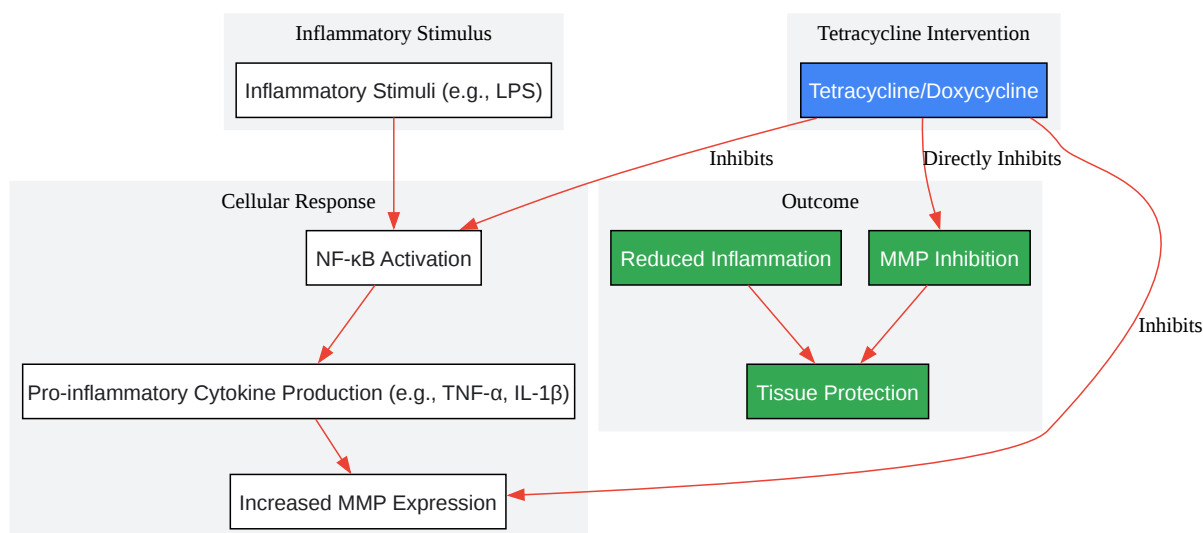 Inflammatory Stimulus
Tetracycline Intervention
Inflammatory Stimuli (e.g., LPS)
Tetracycline/Doxycycline
Inhibits
Directly Inhibits
Cellular Response
Outcome
NF-κB Activation
Reduced Inflammation
MMP Inhibition
Inhibits
Pro-inflammatory Cytokine Production (e.g., TNF-α, IL-1β)
Tissue Protection
Increased MMP Expression